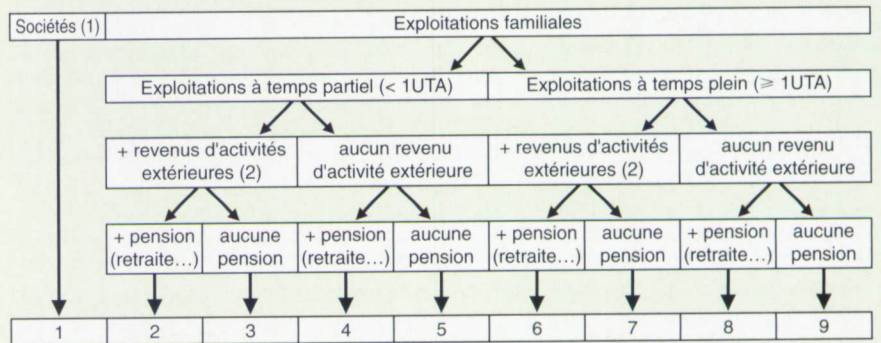 Sociétés (1) Exploitations familiales
Exploitations à temps partiel (< 1UTA) Exploitations à temps plein (⩾ 1UTA)
+ revenus d'activités aucun revenu + revenus d'activités aucun revenu
extérieures (2) d'activité extérieure extérieures (2) d'activité extérieure
+ pension aucune + pension aucune + pension aucune + pension aucune
(retraite...) pension (retraite...) pension (retraite...) pension (retraite...) pension
1 2 3 4 5 6 7 8 9